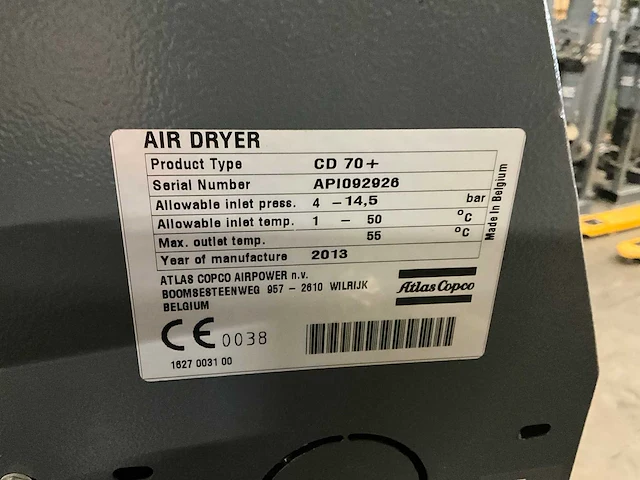 AIR DRYER
Product Type CD 70+
Serial Number API092926
Allowable inlet press. 4 - 14,5 bar
Allowable inlet temp. 1 - 50 °C
Max. outlet temp. 55 °C
Year of manufacture 2013
Made in Belgium
ATLAS COPCO AIRPOWER n.v.
BOOMSESTEENWEG 957 - 2610 WILRIJK
BELGIUM
Atlas Copco
CE 0038
1627 0031 00